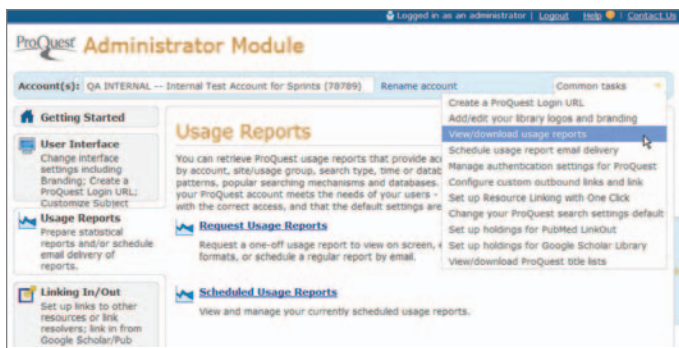 Logged in as an administrator | Logout Help | Contact Us
ProQuest Administrator Module
Account(s): QA INTERNAL -- Internal Test Account for Sprints (78789) Rename account Common tasks
Create a ProQuest Login URL
Add/edit your library logos and branding
View/download usage reports
Schedule usage report email delivery
Manage authentication settings for ProQuest
Configure custom outbound links and link
Set up Resource Linking with One Click
Change your ProQuest search settings default
Set up holdings for PubMed LinkOut
Set up holdings for Google Scholar Library
View/download ProQuest title lists
Getting Started
User Interface
Change interface
settings including
Branding; Create a
ProQuest Login URL;
Customize Subject
Usage Reports
Prepare statistical
reports and/or schedule
email delivery of
reports.
Linking In/Out
Set up links to other
resources or link
resolvers; link in from
Google Scholar/Pub
Usage Reports
You can retrieve ProQuest usage reports that provide
by account, site/usage group, search type, time or
patterns, popular searching mechanisms and databases.
your ProQuest account meets the needs of your users -
with the correct access, and that the default settings are
Request Usage Reports
Request a one-off usage report to view on screen,
formats, or schedule a regular report by email.
Scheduled Usage Reports
View and manage your currently scheduled usage reports.